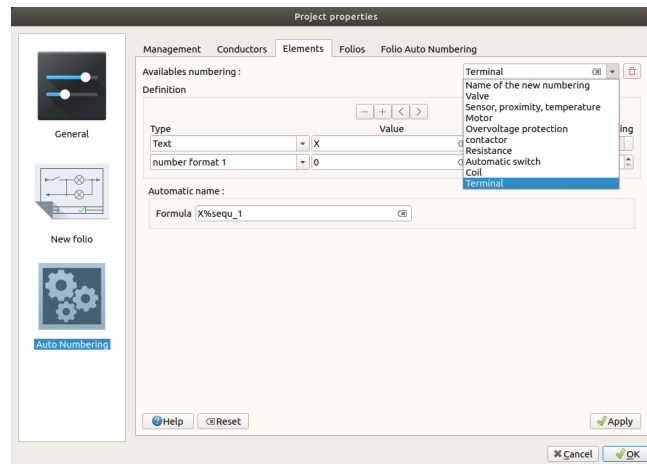 Project properties
Management Conductors Elements Folios Folio Auto Numbering
Availables numbering :
Terminal
Name of the new numbering
Valve
Sensor, proximity, temperature
Motor
Overvoltage protection
contactor
Resistance
Automatic switch
Coil
Terminal
Definition
− + < >
Type Value ing
Text X
number format 1 0
Automatic name :
Formula X%sequ_1
General
New folio
Auto Numbering
Help Reset Apply
Cancel OK